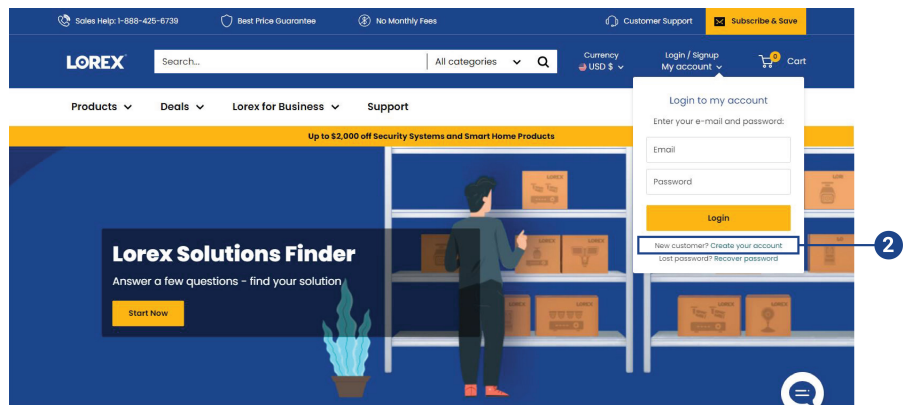 Sales Help: 1-888-425-6739 Best Price Guarantee No Monthly Fees Customer Support Subscribe & Save
LOREX Search... All categories Currency USD $ Login / Signup My account 0 Cart
Products Deals Lorex for Business Support
Login to my account
Enter your e-mail and password:
Up to $2,000 off Security Systems and Smart Home Products
Email
Password
Login
New customer? Create your account
2
Lost password? Recover password
Lorex Solutions Finder
Answer a few questions - find your solution
Start Now